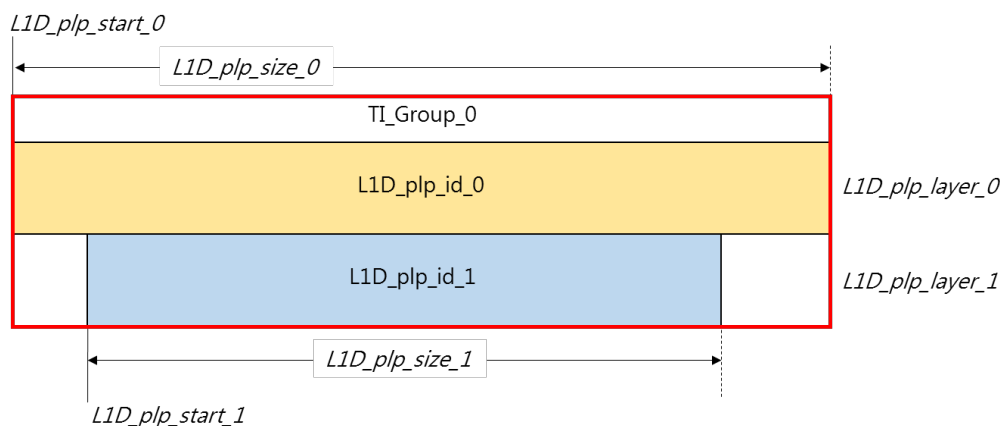 L1D_plp_start_0
L1D_plp_size_0
TI_Group_0
L1D_plp_id_0
L1D_plp_layer_0
L1D_plp_id_1
L1D_plp_layer_1
L1D_plp_size_1
L1D_plp_start_1